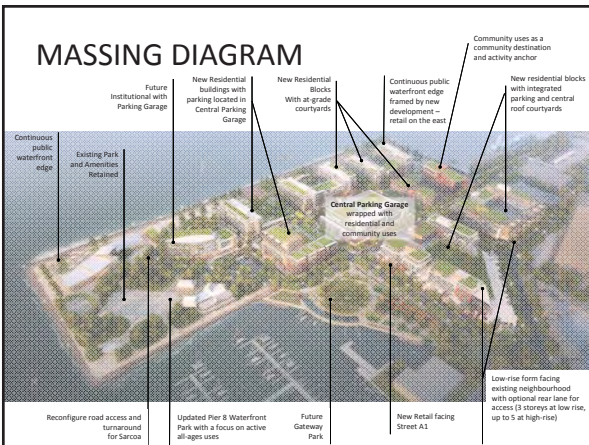 MASSING DIAGRAM
Community uses as a
community destination
and activity anchor
Future
Institutional with
Parking Garage
New Residential
buildings with
parking located in
Central Parking
Garage
New Residential
Blocks
With at-grade
courtyards
Continuous public
waterfront edge
framed by new
development –
retail on the east
New residential blocks
with integrated
parking and central
roof courtyards
Continuous
public
waterfront
edge
Existing Park
and Amenities
Retained
Central Parking Garage
wrapped with
residential and
community uses
Reconfigure road access and
turnaround
for Sarcoa
Updated Pier 8 Waterfront
Park with a focus on active
all-ages uses
Future
Gateway
Park
New Retail facing
Street A1
Low-rise form facing
existing neighbourhood
with optional rear lane for
access (3 storeys at low rise,
up to 5 at high-rise)